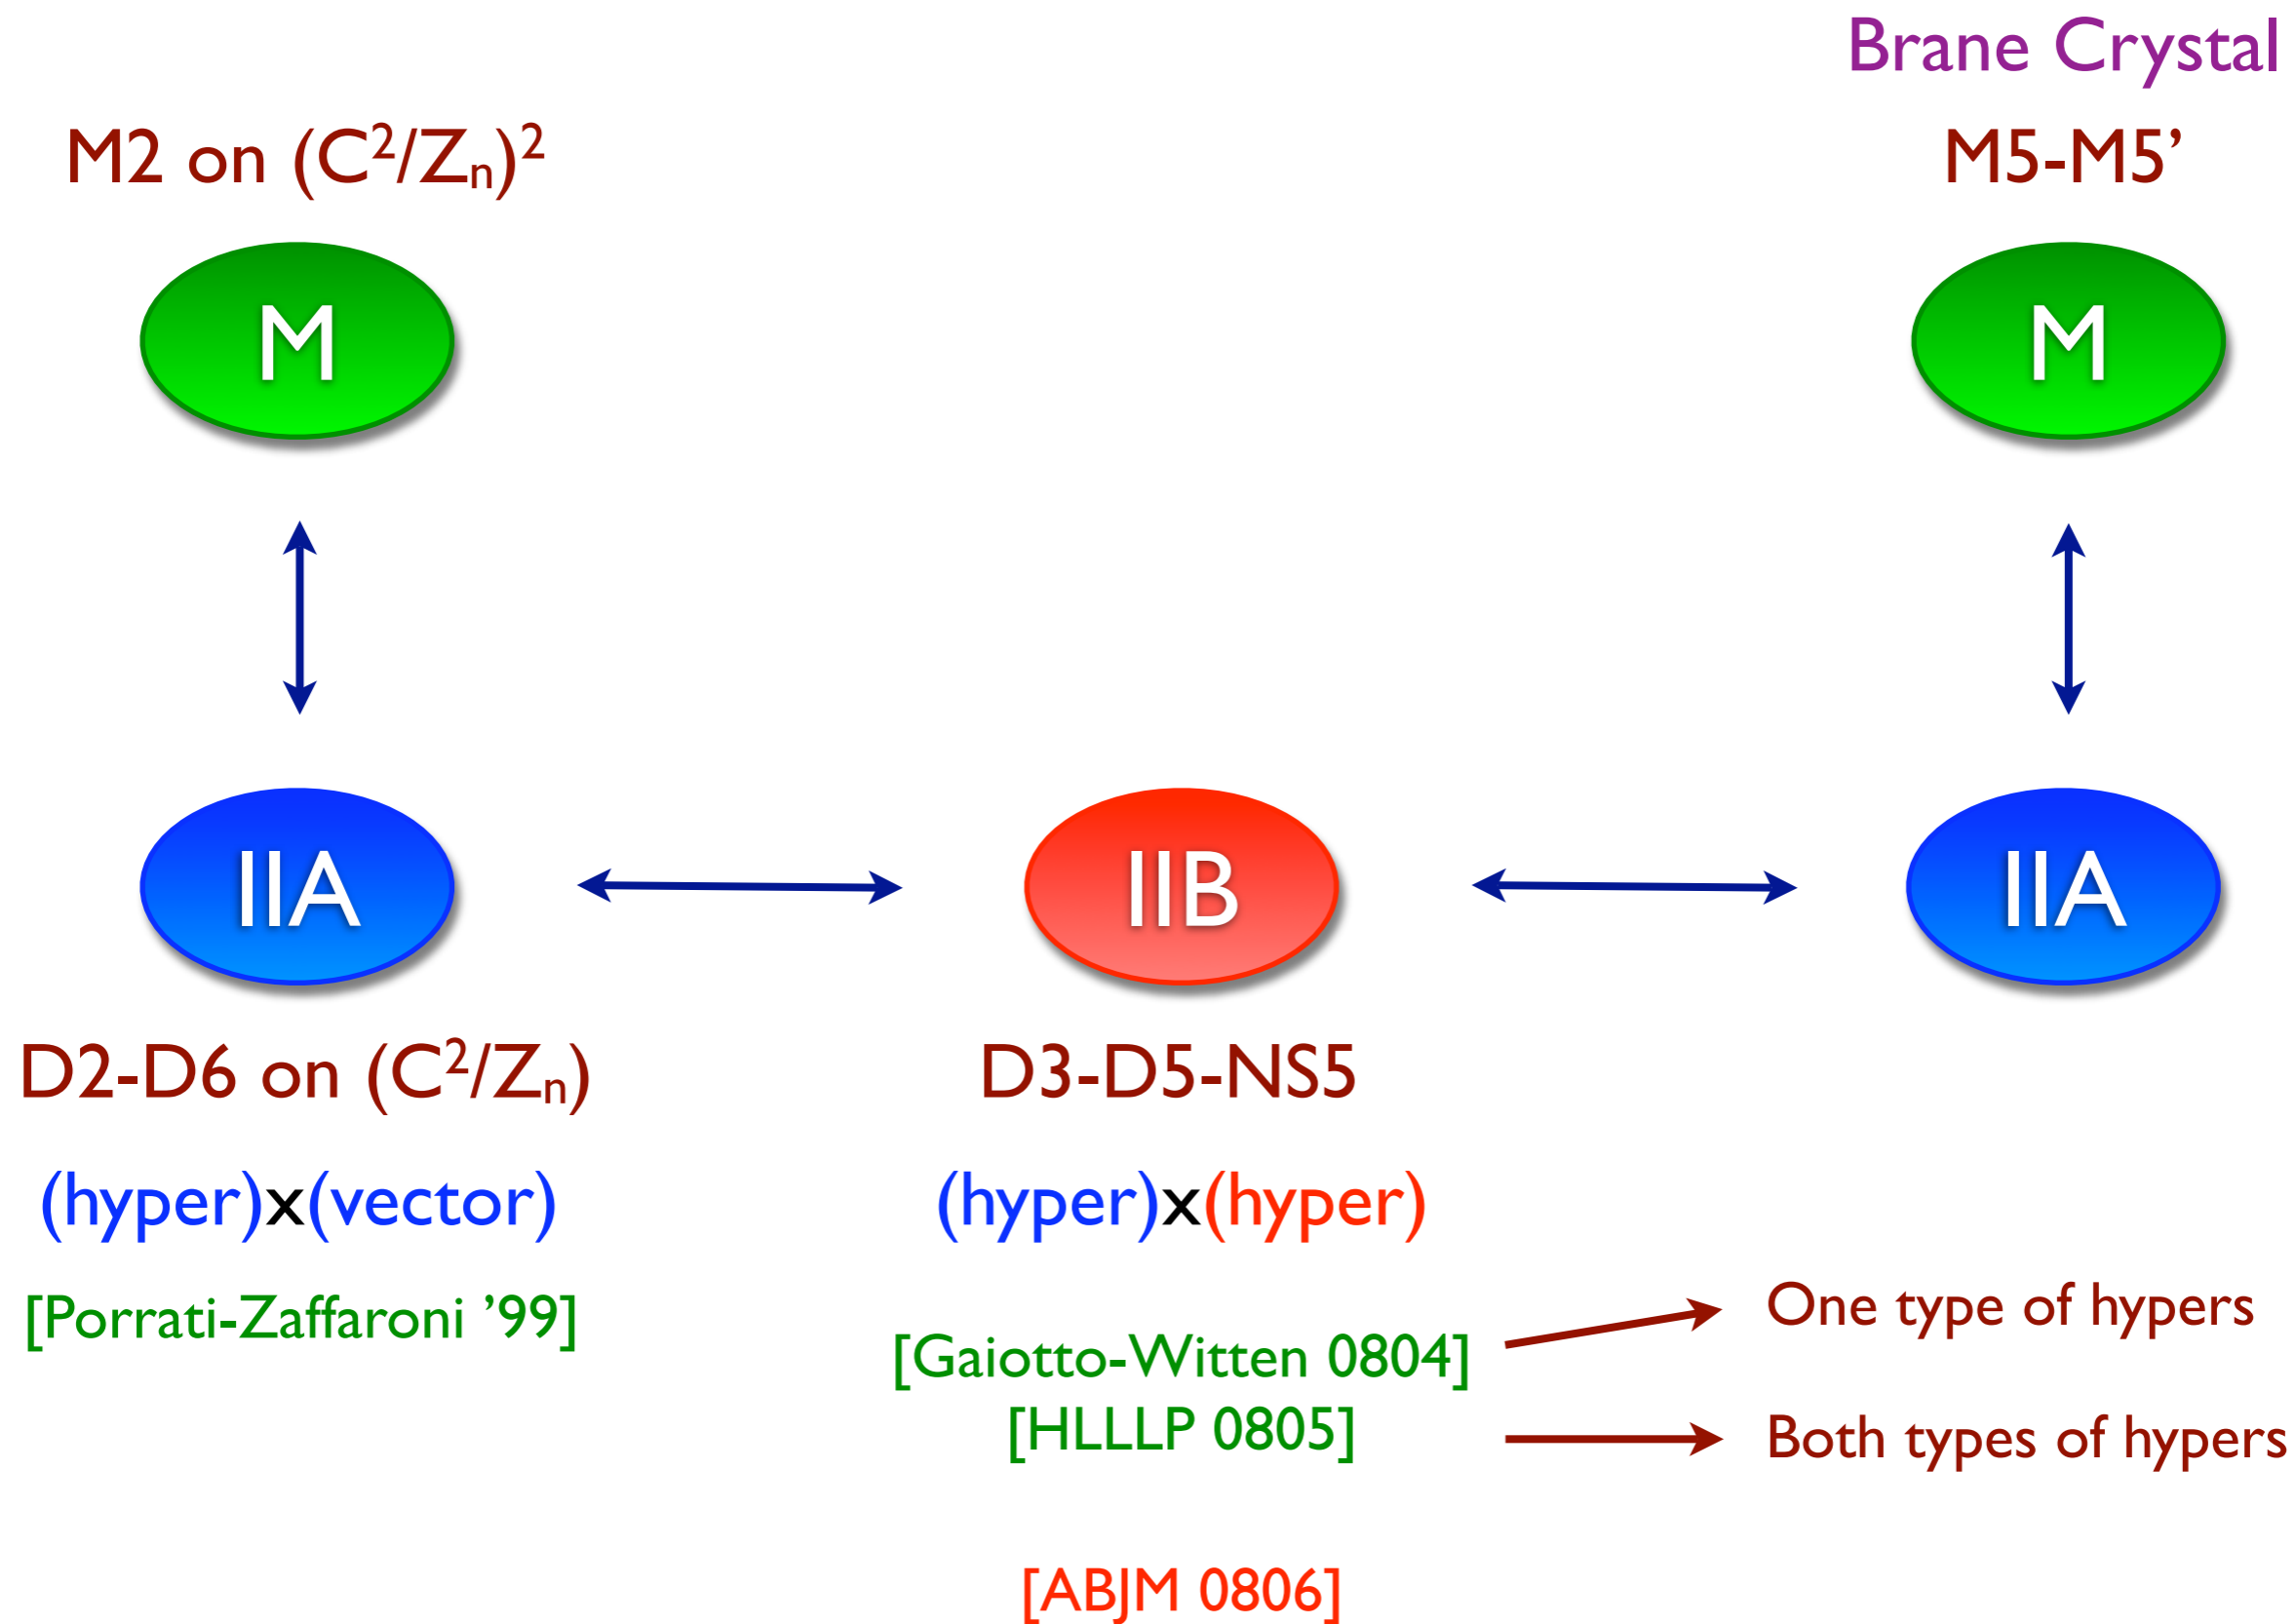 Brane Crystal
M2 on (C²/Zₙ)²
M5-M5’
M
M
IIA
IIB
IIA
D2-D6 on (C²/Zₙ)
D3-D5-NS5
(hyper)x(vector)
(hyper)x(hyper)
[Porrati-Zaffaroni ’99]
One type of hypers
[Gaiotto-Witten 0804]
[HLLLP 0805]
Both types of hypers
[ABJM 0806]